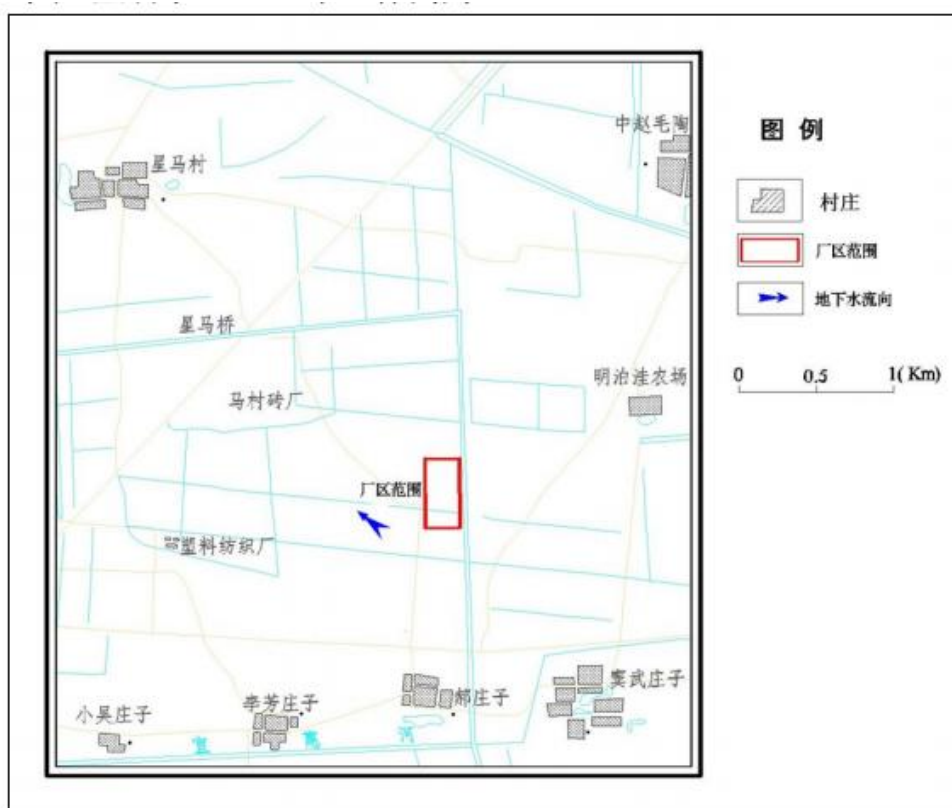 中赵毛陶
星马村
星马桥
明治洼农场
马村砖厂
厂区范围
塑料纺织厂
窦武庄子
郝庄子
李芳庄子
小吴庄子
宣惠河
图 例
村庄
厂区范围
地下水流向
0 0.5 1( Km)